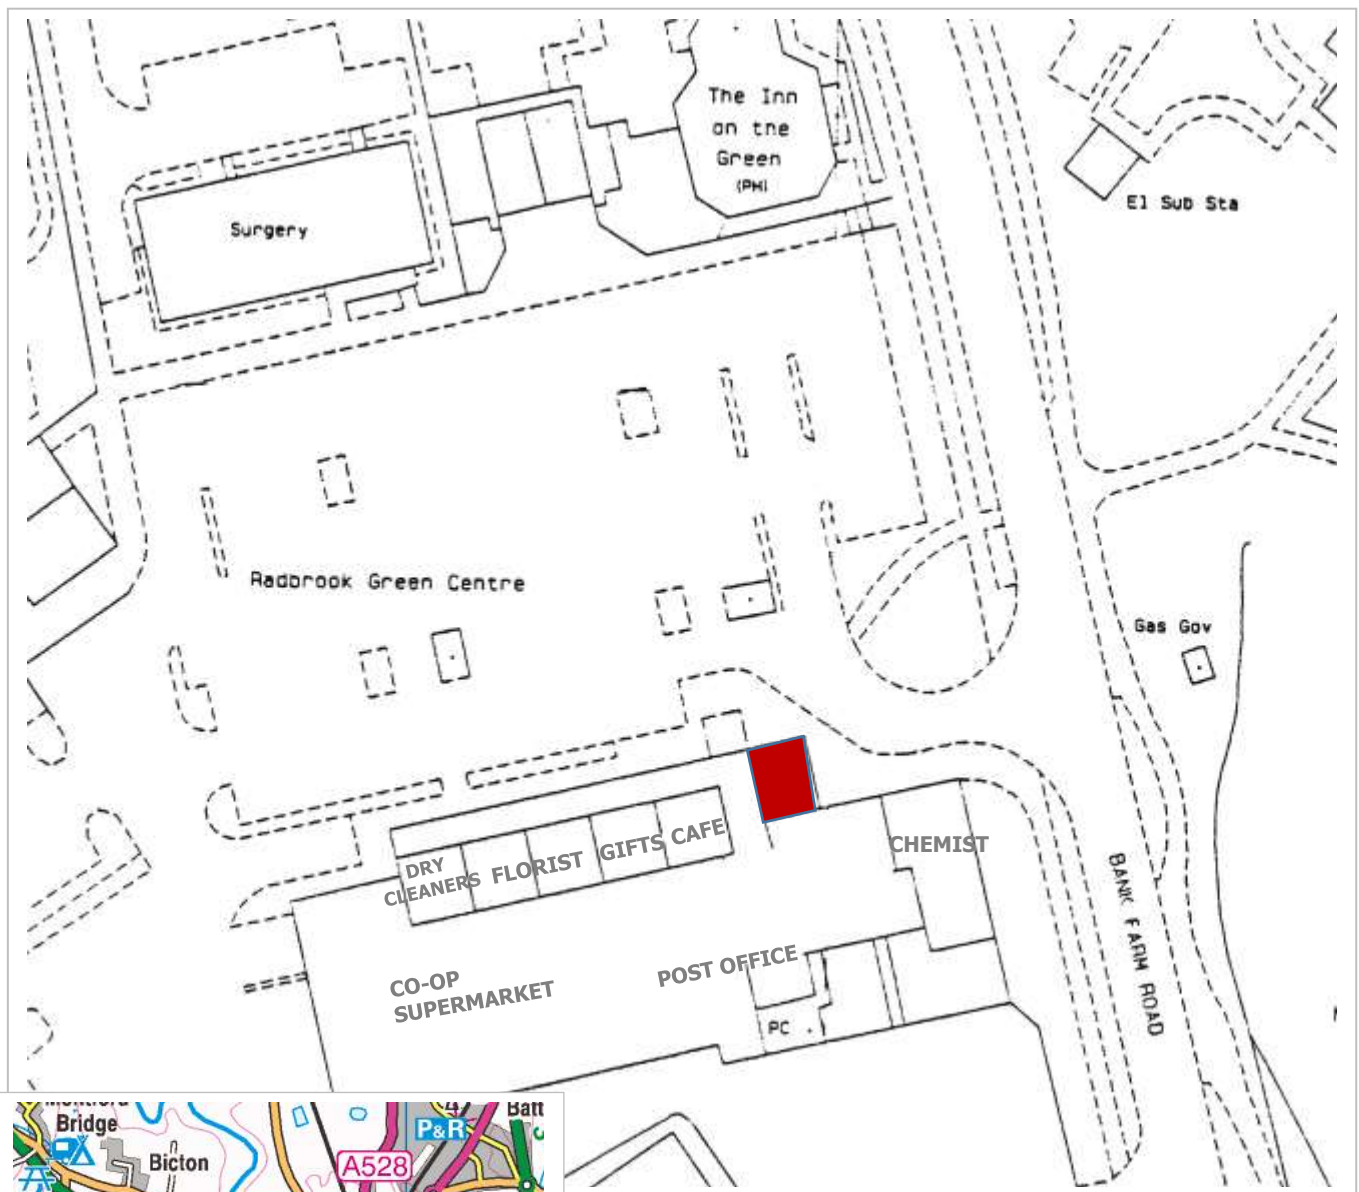 The Inn
on the
Green
(PH)
El Sub Sta
Surgery
Radbrook Green Centre
Gas Gov
DRY
CLEANERS
FLORIST
GIFTS
CAFE
CHEMIST
BANK FARM ROAD
CO-OP
SUPERMARKET
POST OFFICE
PC
Bridge
Bicton
A528
P&R